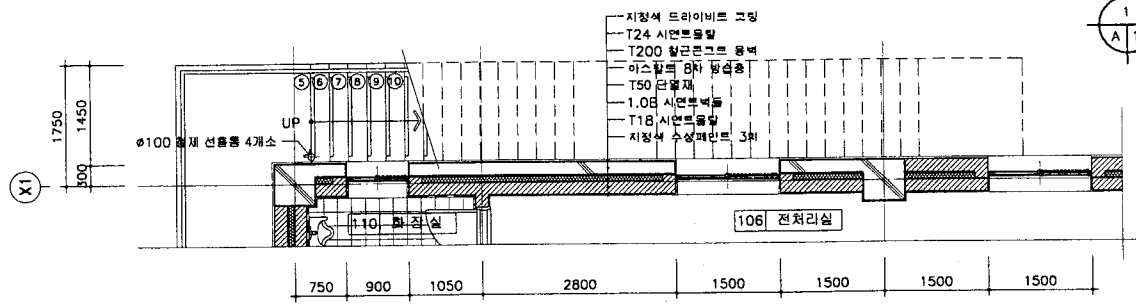 지정색 드라이비트 코팅
T24 시멘트몰탈
T200 철근콘크트 옹벽
아스팔트 8차 방습층
T50 단열재
1.0B 시멘트벽돌
T18 시멘트몰탈
지정색 수성페인트 3회
1
A
5 6 7 8 9 10
UP
1750
1450
300
ø100 철제 선홈통 4개소
X1
110 화장실
106 전처리실
750 900 1050 2800 1500 1500 1500 1500